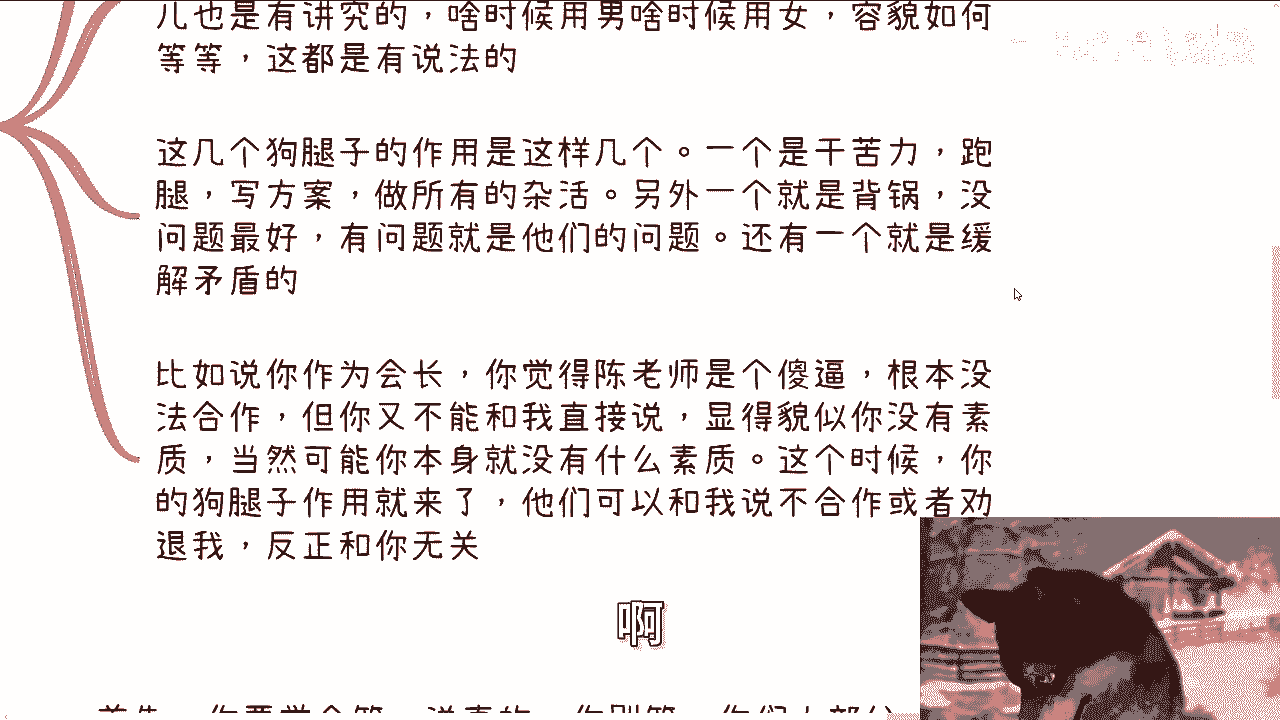 儿也是有讲究的，啥时候用男啥时候用女，容貌如何
等等，这都是有说法的
这几个狗腿子的作用是这样几个。一个是干苦力，跑
腿，写方案，做所有的杂活。另外一个就是背锅，没
问题最好，有问题就是他们的问题。还有一个就是缓
解矛盾的
比如说你作为会长，你觉得陈老师是个傻逼，根本没
法合作，但你又不能和我直接说，显得貌似你没有素
质，当然可能你本身就没有什么素质。这个时候，你
的狗腿子作用就来了，他们可以和我说不合作或者劝
退我，反正和你无关
啊